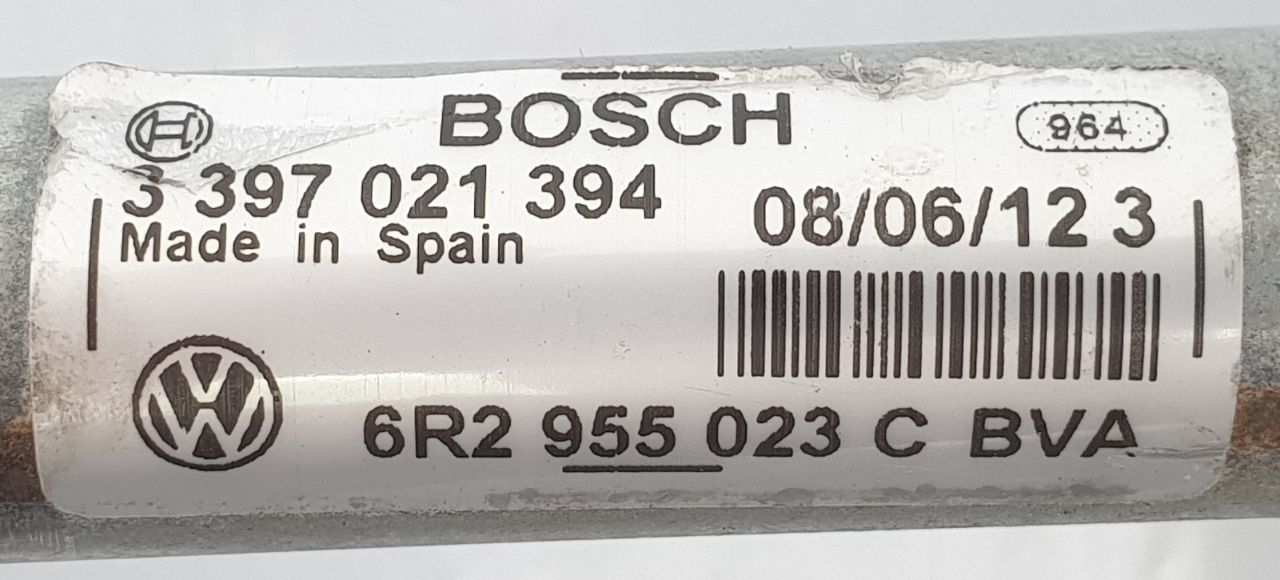 BOSCH
964
3 397 021 394
08/06/12 3
Made in Spain
6R2 955 023 C BVA